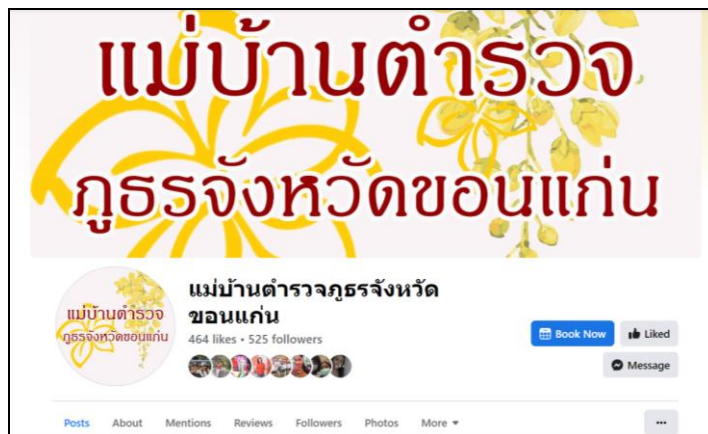 แม่บ้านตำรวจ
ภูธรจังหวัดขอนแก่น
แม่บ้านตำรวจ
ภูธรจังหวัดขอนแก่น
แม่บ้านตำรวจภูธรจังหวัด
ขอนแก่น
464 likes • 525 followers
Book Now
Liked
Message
Posts About Mentions Reviews Followers Photos More ▾
...